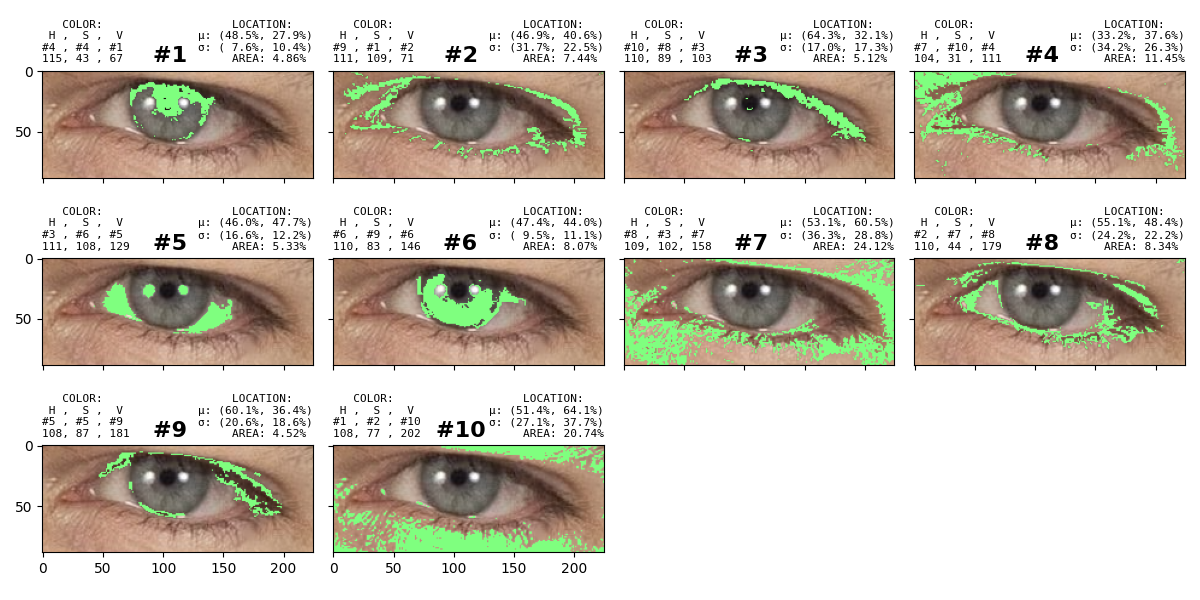 COLOR: LOCATION:
H , S , V μ: (48.5%, 27.9%)
#4 , #4 , #1 #1 σ: ( 7.6%, 10.4%)
115, 43 , 67 AREA: 4.86%
COLOR: LOCATION:
H , S , V μ: (46.9%, 40.6%)
#9 , #1 , #2 #2 σ: (31.7%, 22.5%)
111, 109, 71 AREA: 7.44%
COLOR: LOCATION:
H , S , V μ: (64.3%, 32.1%)
#10, #8 , #3 #3 σ: (17.0%, 17.3%)
110, 89 , 103 AREA: 5.12%
COLOR: LOCATION:
H , S , V μ: (33.2%, 37.6%)
#7 , #10, #4 #4 σ: (34.2%, 26.3%)
104, 31 , 111 AREA: 11.45%
0
50
COLOR: LOCATION:
H , S , V μ: (46.0%, 47.7%)
#3 , #6 , #5 #5 σ: (16.6%, 12.2%)
111, 108, 129 AREA: 5.33%
COLOR: LOCATION:
H , S , V μ: (47.4%, 44.0%)
#6 , #9 , #6 #6 σ: ( 9.5%, 11.1%)
110, 83 , 146 AREA: 8.07%
COLOR: LOCATION:
H , S , V μ: (53.1%, 60.5%)
#8 , #3 , #7 #7 σ: (36.3%, 28.8%)
109, 102, 158 AREA: 24.12%
COLOR: LOCATION:
H , S , V μ: (55.1%, 48.4%)
#2 , #7 , #8 #8 σ: (24.2%, 22.2%)
110, 44 , 179 AREA: 8.34%
0
50
COLOR: LOCATION:
H , S , V μ: (60.1%, 36.4%)
#5 , #5 , #9 #9 σ: (20.6%, 18.6%)
108, 87 , 181 AREA: 4.52%
COLOR: LOCATION:
H , S , V μ: (51.4%, 64.1%)
#1 , #2 , #10 #10 σ: (27.1%, 37.7%)
108, 77 , 202 AREA: 20.74%
0
50
0 50 100 150 200
0 50 100 150 200